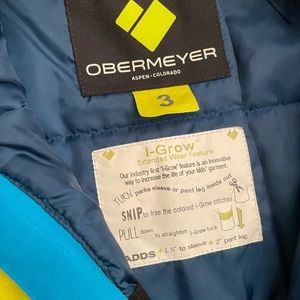 OBERMEYER
ASPEN • COLORADO
3
I-Grow
Extended Wear Feature
Our industry first "I-Grow" feature is an innovative
way to increase the life of your kids' garment.
TURN parka sleeve or pant leg inside out
SNIP to free the colored I-Grow stitches
PULL down to straighten I-Grow tuck
ADDS + 1.5" to sleeve + 2" pant leg